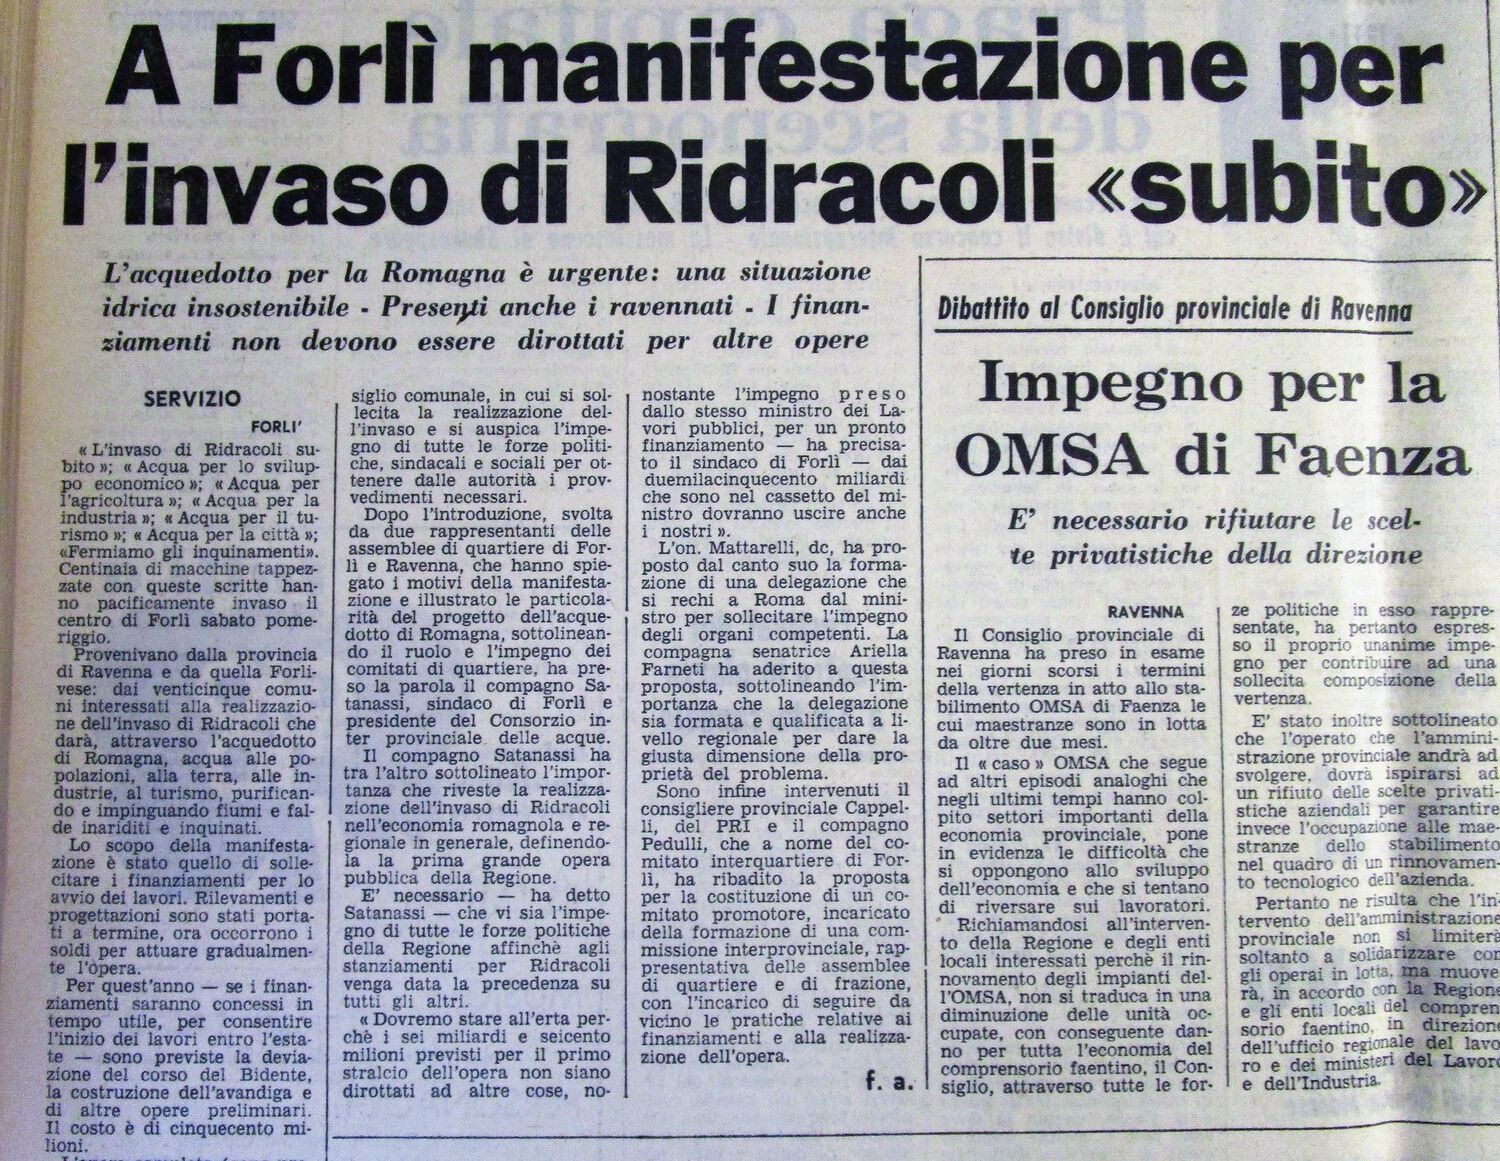 A Forlì manifestazione per
l'invaso di Ridracoli «subito»
L'acquedotto per la Romagna è urgente: una situazione
idrica insostenibile - Presenti anche i ravennati - I finan-
ziamenti non devono essere dirottati per altre opere
SERVIZIO
FORLI'
« L'invaso di Ridracoli su-
bito »; « Acqua per lo svilup-
po economico »; « Acqua per
l'agricoltura »; « Acqua per la
industria »; « Acqua per il tu-
rismo »; « Acqua per la città »;
«Fermiamo gli inquinamenti».
Centinaia di macchine tappez-
zate con queste scritte han-
no pacificamente invaso il
centro di Forlì sabato pome-
riggio.
Provenivano dalla provincia
di Ravenna e da quella Forli-
vese: dai venticinque comu-
ni interessati alla realizzazio-
ne dell'invaso di Ridracoli che
darà, attraverso l'acquedotto
di Romagna, acqua alle po-
polazioni, alla terra, alle in-
dustrie, al turismo, purifican-
do e impinguando fiumi e fal-
de inariditi e inquinati.
Lo scopo della manifesta-
zione è stato quello di solle-
citare i finanziamenti per lo
avvio dei lavori. Rilevamenti e
progettazioni sono stati porta-
ti a termine, ora occorrono i
soldi per attuare gradualmen-
te l'opera.
Per quest'anno — se i finan-
ziamenti saranno concessi in
tempo utile, per consentire
l'inizio dei lavori entro l'esta-
te — sono previste la devia-
zione del corso del Bidente,
la costruzione dell'avandiga e
di altre opere preliminari.
Il costo è di cinquecento mi-
lioni.
siglio comunale, in cui si sol-
lecita la realizzazione del-
l'invaso e si auspica l'impe-
gno di tutte le forze politi-
che, sindacali e sociali per ot-
tenere dalle autorità i prov-
vedimenti necessari.
Dopo l'introduzione, svolta
da due rappresentanti delle
assemblee di quartiere di For-
lì e Ravenna, che hanno spie-
gato i motivi della manifesta-
zione e illustrato le particola-
rità del progetto dell'acque-
dotto di Romagna, sottolinean-
do il ruolo e l'impegno dei
comitati di quartiere, ha pre-
so la parola il compagno Sa-
tanassi, sindaco di Forlì e
presidente del Consorzio in-
ter provinciale delle acque.
Il compagno Satanassi ha
tra l'altro sottolineato l'impor-
tanza che riveste la realizza-
zione dell'invaso di Ridracoli
nell'economia romagnola e re-
gionale in generale, definendo-
la la prima grande opera
pubblica della Regione.
E' necessario — ha detto
Satanassi — che vi sia l'impe-
gno di tutte le forze politiche
della Regione affinchè agli
stanziamenti per Ridracoli
venga data la precedenza su
tutti gli altri.
« Dovremo stare all'erta per-
chè i sei miliardi e seicento
milioni previsti per il primo
stralcio dell'opera non siano
dirottati ad altre cose, no-
nostante l'impegno preso
dallo stesso ministro dei La-
vori pubblici, per un pronto
finanziamento — ha precisa-
to il sindaco di Forlì — dai
duemilacinquecento miliardi
che sono nel cassetto del mi-
nistro dovranno uscire anche
i nostri ».
L'on. Mattarelli, dc, ha pro-
posto dal canto suo la forma-
zione di una delegazione che
si rechi a Roma dal mini-
stro per sollecitare l'impegno
degli organi competenti. La
compagna senatrice Ariella
Farneti ha aderito a questa
proposta, sottolineando l'im-
portanza che la delegazione
sia formata e qualificata a li-
vello regionale per dare la
giusta dimensione della pro-
prietà del problema.
Sono infine intervenuti il
consigliere provinciale Cappel-
li, del PRI e il compagno
Pedulli, che a nome del co-
mitato interquartiere di For-
lì, ha ribadito la proposta
per la costituzione di un co-
mitato promotore, incaricato
della formazione di una com-
missione interprovinciale, rap-
presentativa delle assemblee
di quartiere e di frazione,
con l'incarico di seguire da
vicino le pratiche relative ai
finanziamenti e alla realizza-
zione dell'opera.
f. a.
Dibattito al Consiglio provinciale di Ravenna
Impegno per la
OMSA di Faenza
E' necessario rifiutare le scel-
te privatistiche della direzione
RAVENNA
Il Consiglio provinciale di
Ravenna ha preso in esame
nei giorni scorsi i termini
della vertenza in atto allo sta-
bilimento OMSA di Faenza le
cui maestranze sono in lotta
da oltre due mesi.
Il « caso » OMSA che segue
ad altri episodi analoghi che
negli ultimi tempi hanno col-
pito settori importanti della
economia provinciale, pone
in evidenza le difficoltà che
si oppongono allo sviluppo
dell'economia e che si tentano
di riversare sui lavoratori.
Richiamandosi all'interven-
to della Regione e degli enti
locali interessati perchè il rin-
novamento degli impianti del-
l'OMSA, non si traduca in una
diminuzione delle unità oc-
cupate, con conseguente dan-
no per tutta l'economia del
comprensorio faentino, il Con-
siglio, attraverso tutte le for-
ze politiche in esso rappre-
sentate, ha pertanto espres-
so il proprio unanime impe-
gno per contribuire ad una
sollecita composizione della
vertenza.
E' stato inoltre sottolineato
che l'operato che l'ammini-
strazione provinciale andrà ad
svolgere, dovrà ispirarsi ad
un rifiuto delle scelte privati-
stiche aziendali per garantire
invece l'occupazione alle mae-
stranze dello stabilimento
nel quadro di un rinnovamen-
to tecnologico dell'azienda.
Pertanto ne risulta che l'in-
tervento dell'amministrazione
provinciale non si limiterà
soltanto a solidarizzare con
gli operai in lotta, ma muove-
rà, in accordo con la Regione
e gli enti locali del compren-
sorio faentino, in direzione
dell'ufficio regionale del lavo-
ro e dei ministeri del Lavoro
e dell'Industria.